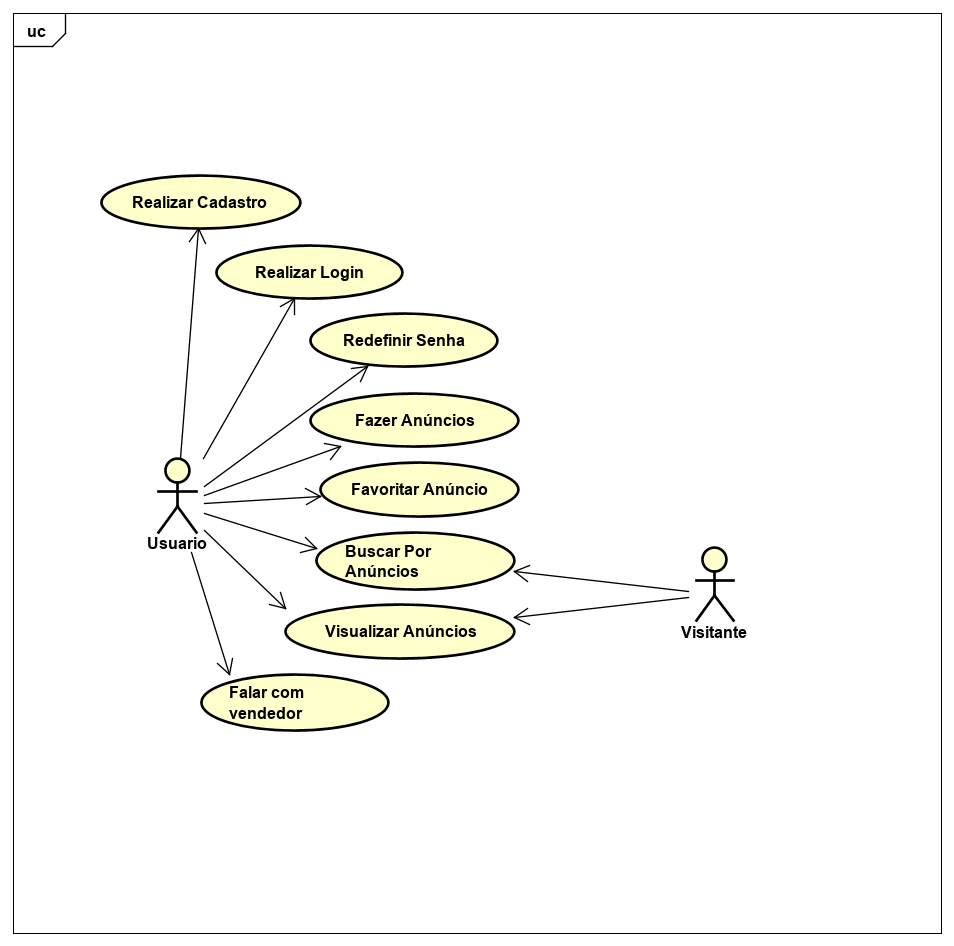 uc
Realizar Cadastro
Realizar Login
Redefinir Senha
Fazer Anúncios
Favoritar Anúncio
Usuario
Buscar Por
Anúncios
Visualizar Anúncios
Visitante
Falar com
vendedor